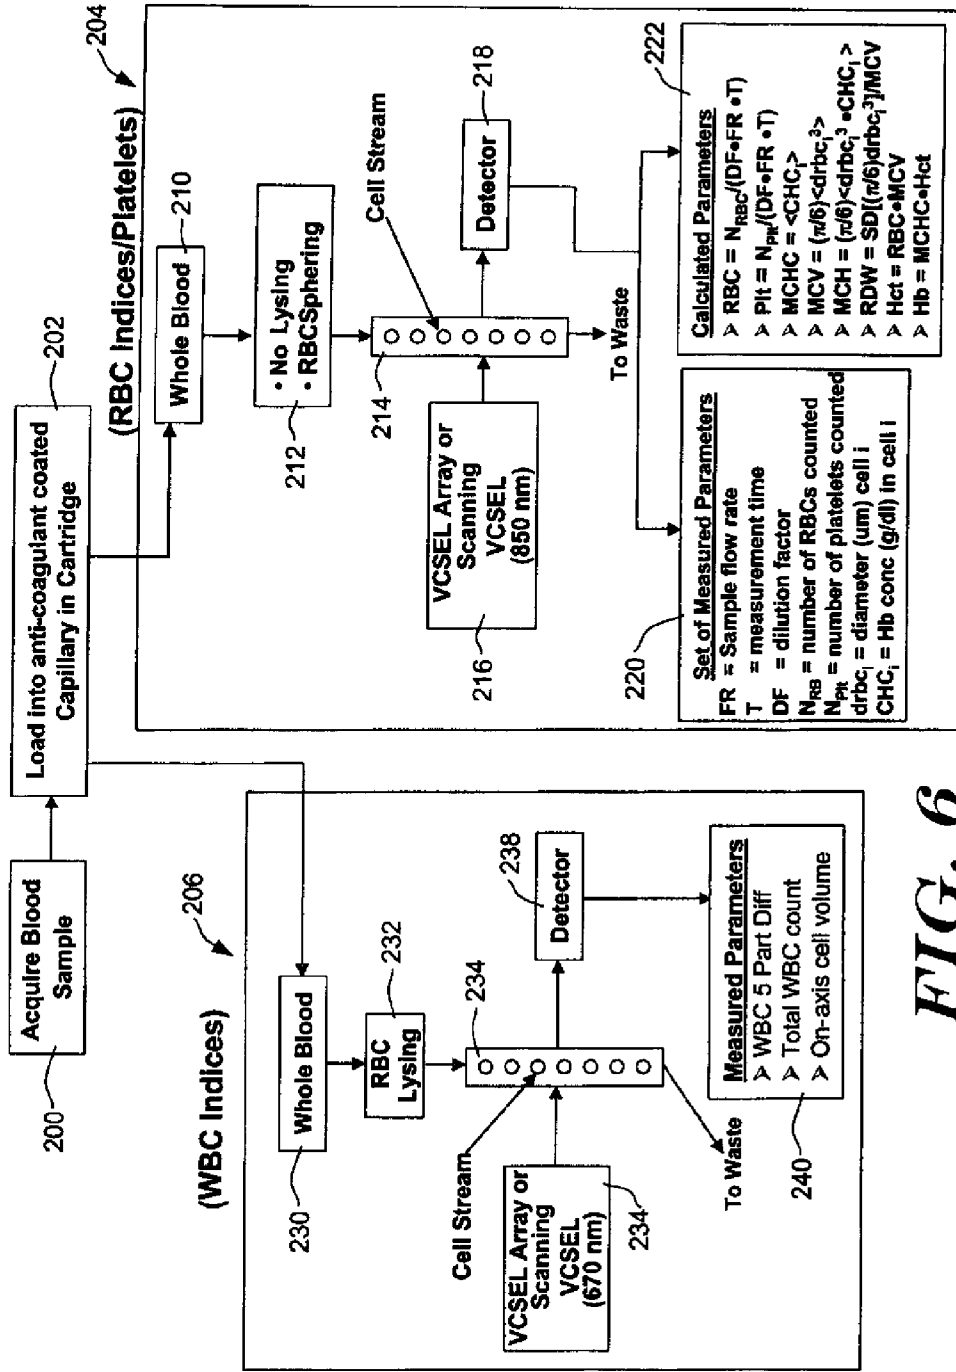 200
Acquire Blood
Sample
202
Load into anti-coagulant coated
Capillary in Cartridge
206
(WBC Indices)
230
Whole Blood
232
RBC
Lysing
234
Cell Stream
VCSEL Array or
Scanning
VCSEL
(670 nm)
234
238
Detector
To Waste
240
Measured Parameters
➢ WBC 5 Part Diff
➢ Total WBC count
➢ On-axis cell volume
204
(RBC Indices/Platelets)
210
Whole Blood
212
• No Lysing
• RBCSphering
214
Cell Stream
VCSEL Array or
Scanning
VCSEL
(850 nm)
216
218
Detector
To Waste
220
Set of Measured Parameters
FR = Sample flow rate
T = measurement time
DF = dilution factor
N_RB = number of RBCs counted
N_Plt = number of platelets counted
drbc_i = diameter (um) cell i
CHC_i = Hb conc (g/dl) in cell i
222
Calculated Parameters
➢ RBC = N_RBC/(DF•FR •T)
➢ Plt = N_Plt/(DF•FR •T)
➢ MCHC = <CHC_i>
➢ MCV = (π/6)<drbc_i³>
➢ MCH = (π/6)<drbc_i³ •CHC_i >
➢ RDW = SD[(π/6)drbc_i³]/MCV
➢ Hct = RBC•MCV
➢ Hb = MCHC•Hct
FIG. 6